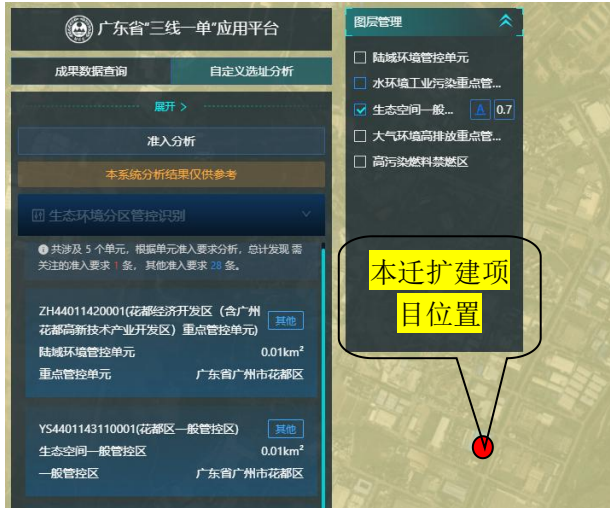 广东省“三线一单”应用平台
成果数据查询
自定义选址分析
展开 >
准入分析
本系统分析结果仅供参考
生态环境分区管控识别
共涉及 5 个单元，根据单元准入要求分析，总计发现需
关注的准入要求 1 条，其他准入要求 28 条。
ZH44011420001(花都经济开发区（含广州
花都高新技术产业开发区）重点管控单元)
其他
陆域环境管控单元 0.01km²
重点管控单元 广东省广州市花都区
YS4401143110001(花都区一般管控区) 其他
生态空间一般管控区 0.01km²
一般管控区 广东省广州市花都区
图层管理
陆域环境管控单元
水环境工业污染重点管...
生态空间一般... A 0.7
大气环境高排放重点管...
高污染燃料禁燃区
本迁扩建项
目位置